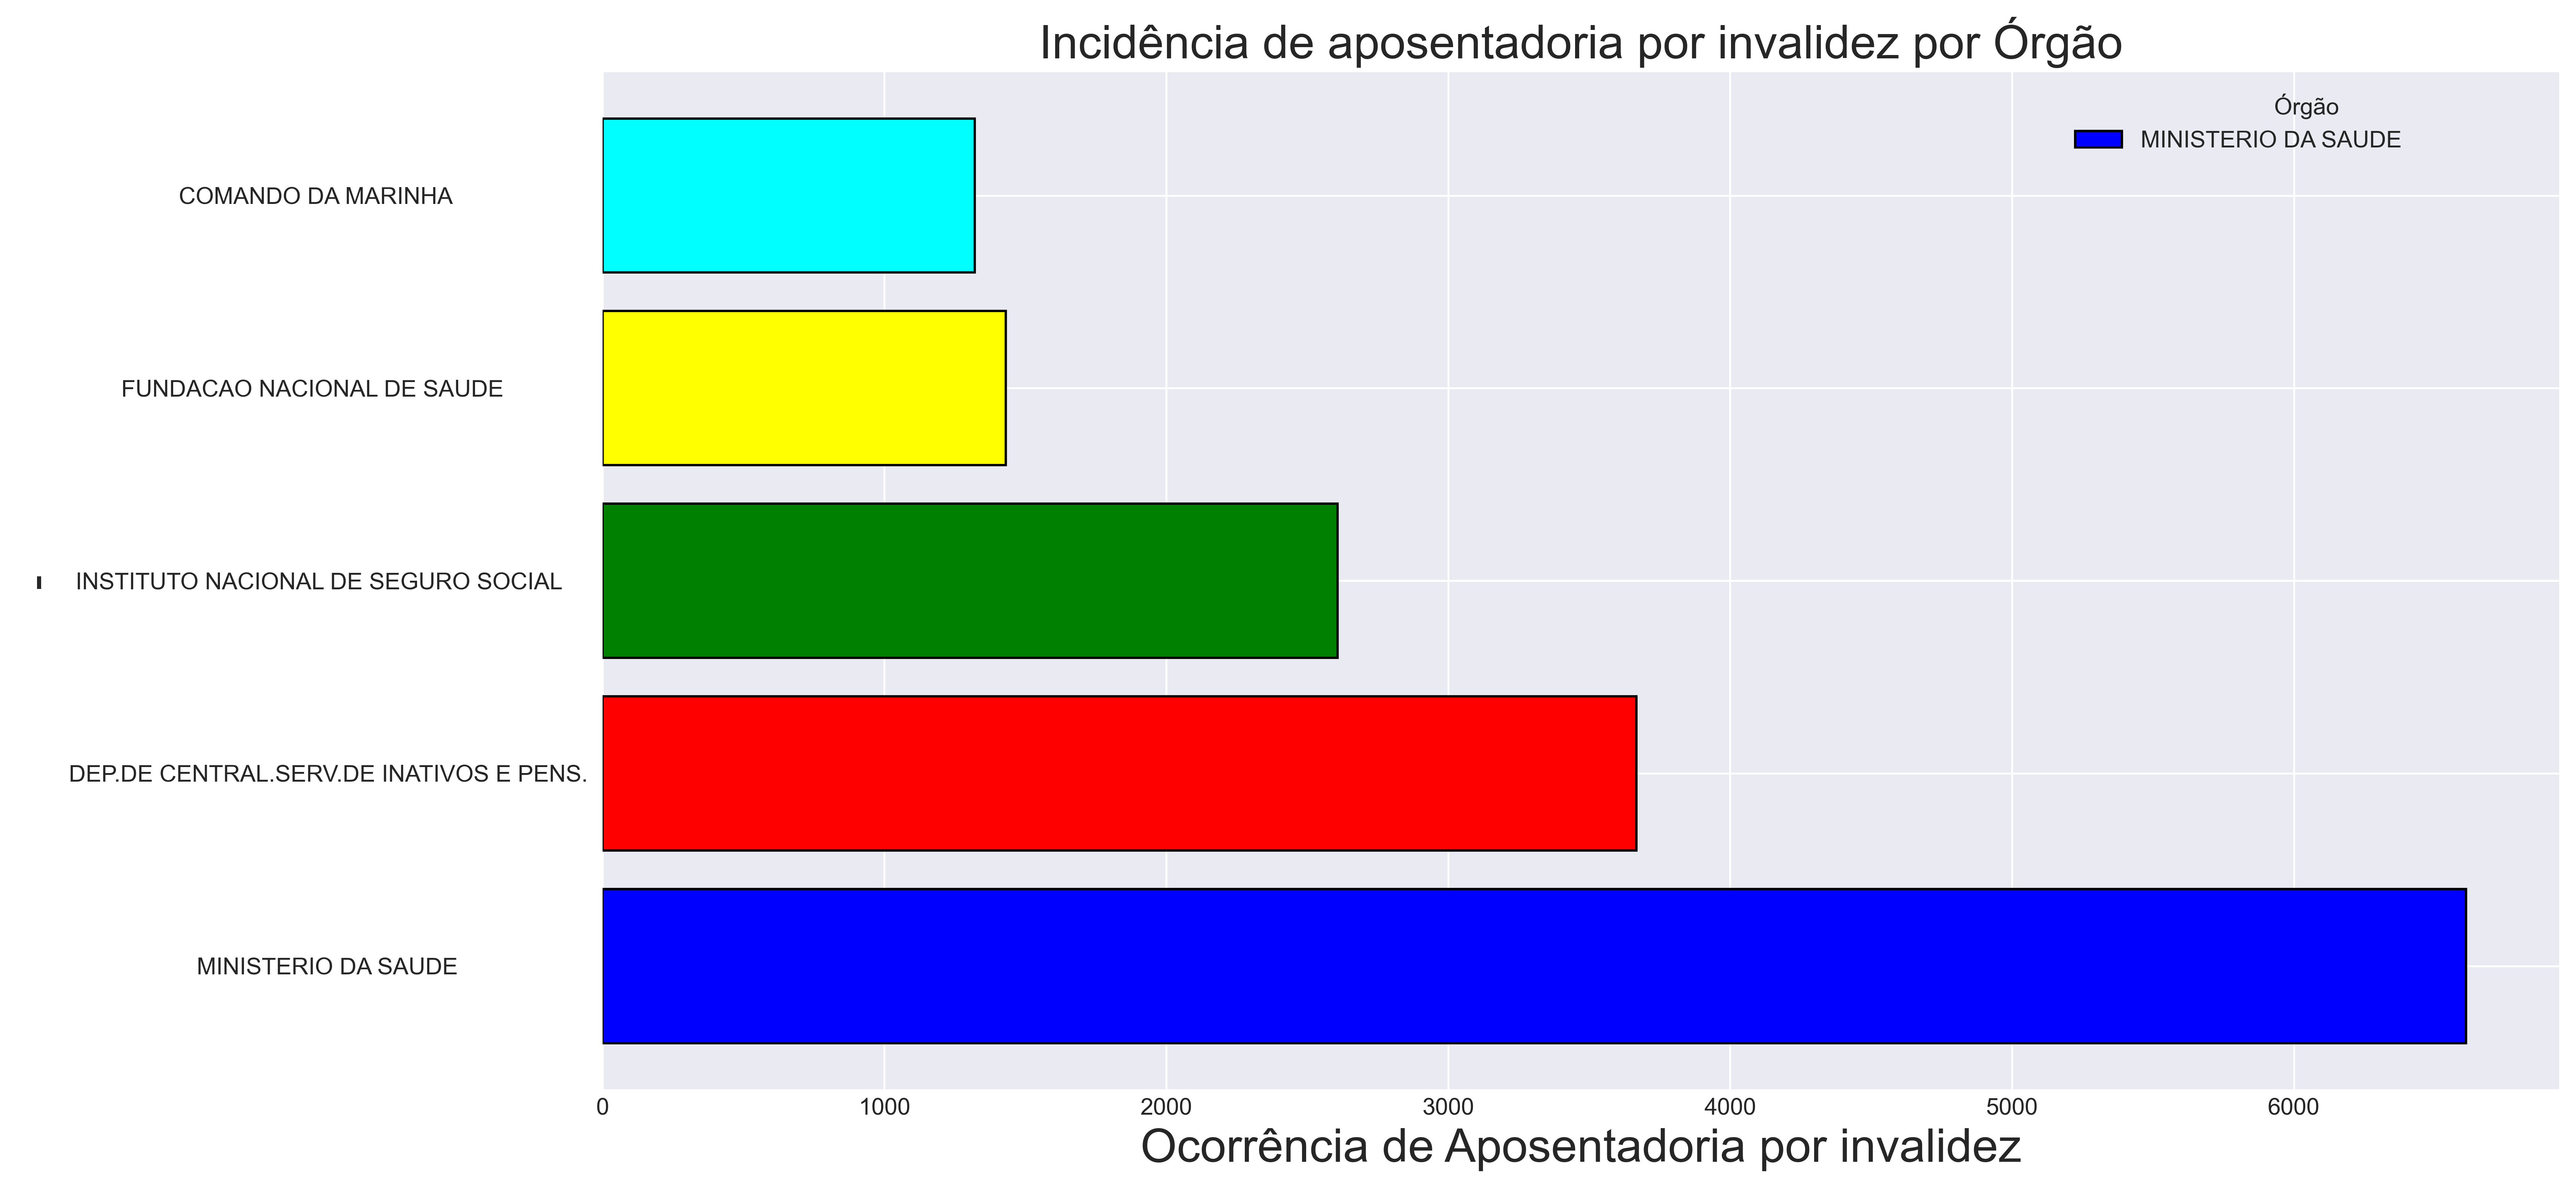 Incidência de aposentadoria por invalidez por Órgão
Órgão
MINISTERIO DA SAUDE
COMANDO DA MARINHA
FUNDACAO NACIONAL DE SAUDE
INSTITUTO NACIONAL DE SEGURO SOCIAL
DEP.DE CENTRAL.SERV.DE INATIVOS E PENS.
MINISTERIO DA SAUDE
0 1000 2000 3000 4000 5000 6000
Ocorrência de Aposentadoria por invalidez